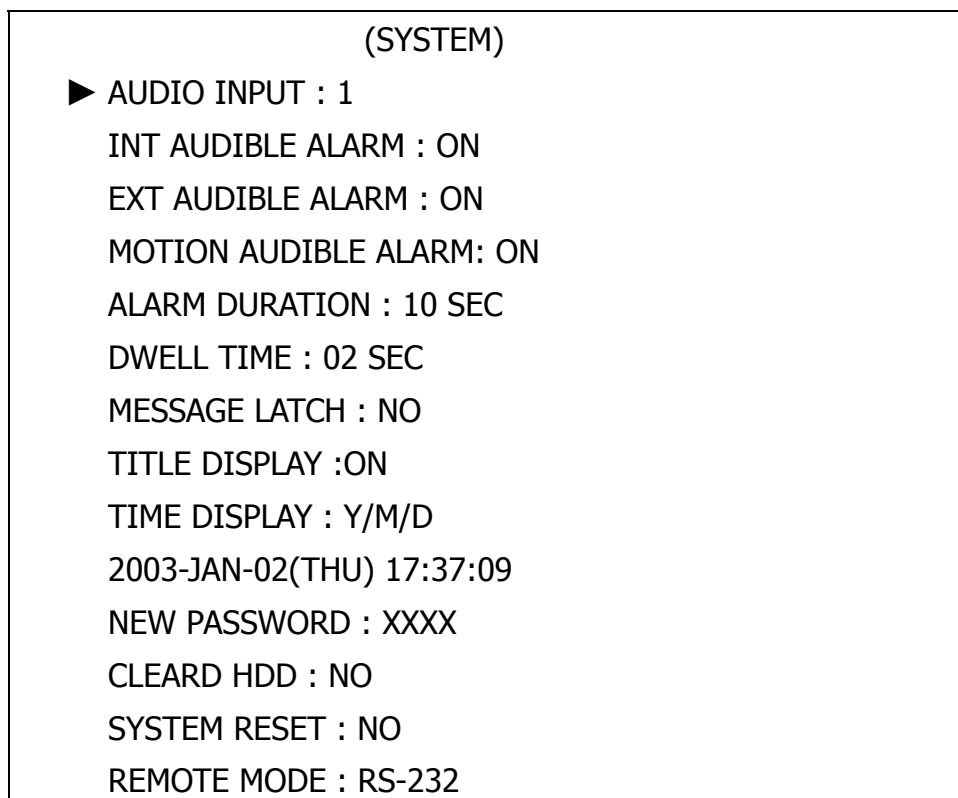 (SYSTEM)
► AUDIO INPUT : 1
INT AUDIBLE ALARM : ON
EXT AUDIBLE ALARM : ON
MOTION AUDIBLE ALARM: ON
ALARM DURATION : 10 SEC
DWELL TIME : 02 SEC
MESSAGE LATCH : NO
TITLE DISPLAY :ON
TIME DISPLAY : Y/M/D
2003-JAN-02(THU) 17:37:09
NEW PASSWORD : XXXX
CLEARD HDD : NO
SYSTEM RESET : NO
REMOTE MODE : RS-232